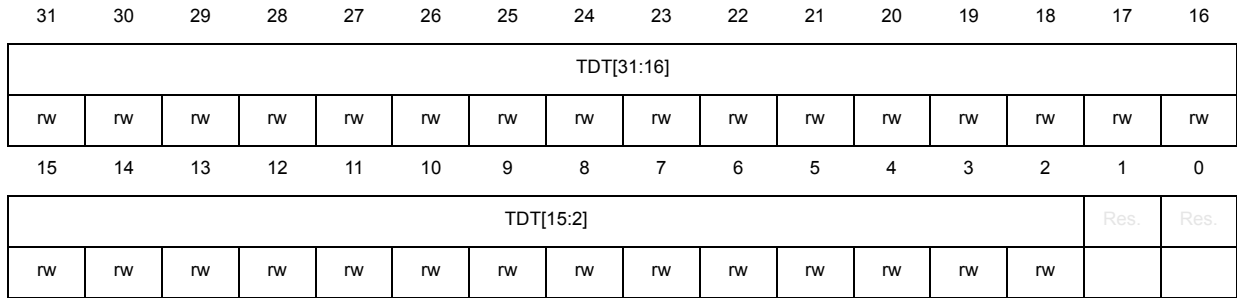 31 30 29 28 27 26 25 24 23 22 21 20 19 18 17 16
TDT[31:16]
rw rw rw rw rw rw rw rw rw rw rw rw rw rw rw rw
15 14 13 12 11 10 9 8 7 6 5 4 3 2 1 0
TDT[15:2] Res. Res.
rw rw rw rw rw rw rw rw rw rw rw rw rw rw